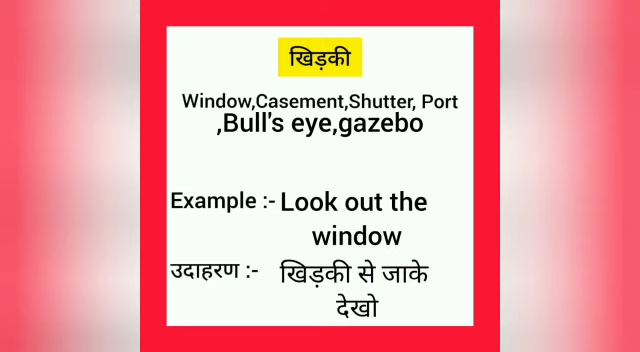 खिड़की
Window,Casement,Shutter, Port
,Bull's eye,gazebo
Example :- Look out the
window
उदाहरण :- खिड़की से जाके
देखो